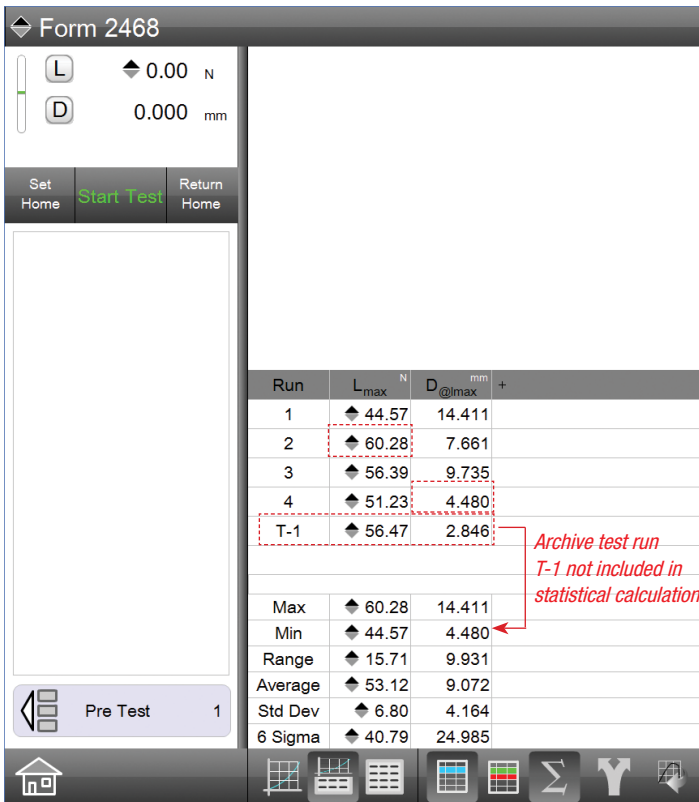 Form 2468
L 0.00 N
D 0.000 mm
Set Home
Start Test
Return Home
Run Lmax N D@lmax mm +
1 44.57 14.411
2 60.28 7.661
3 56.39 9.735
4 51.23 4.480
T-1 56.47 2.846
Archive test run
T-1 not included in
statistical calculation
Max 60.28 14.411
Min 44.57 4.480
Range 15.71 9.931
Average 53.12 9.072
Std Dev 6.80 4.164
6 Sigma 40.79 24.985
Pre Test 1
Σ